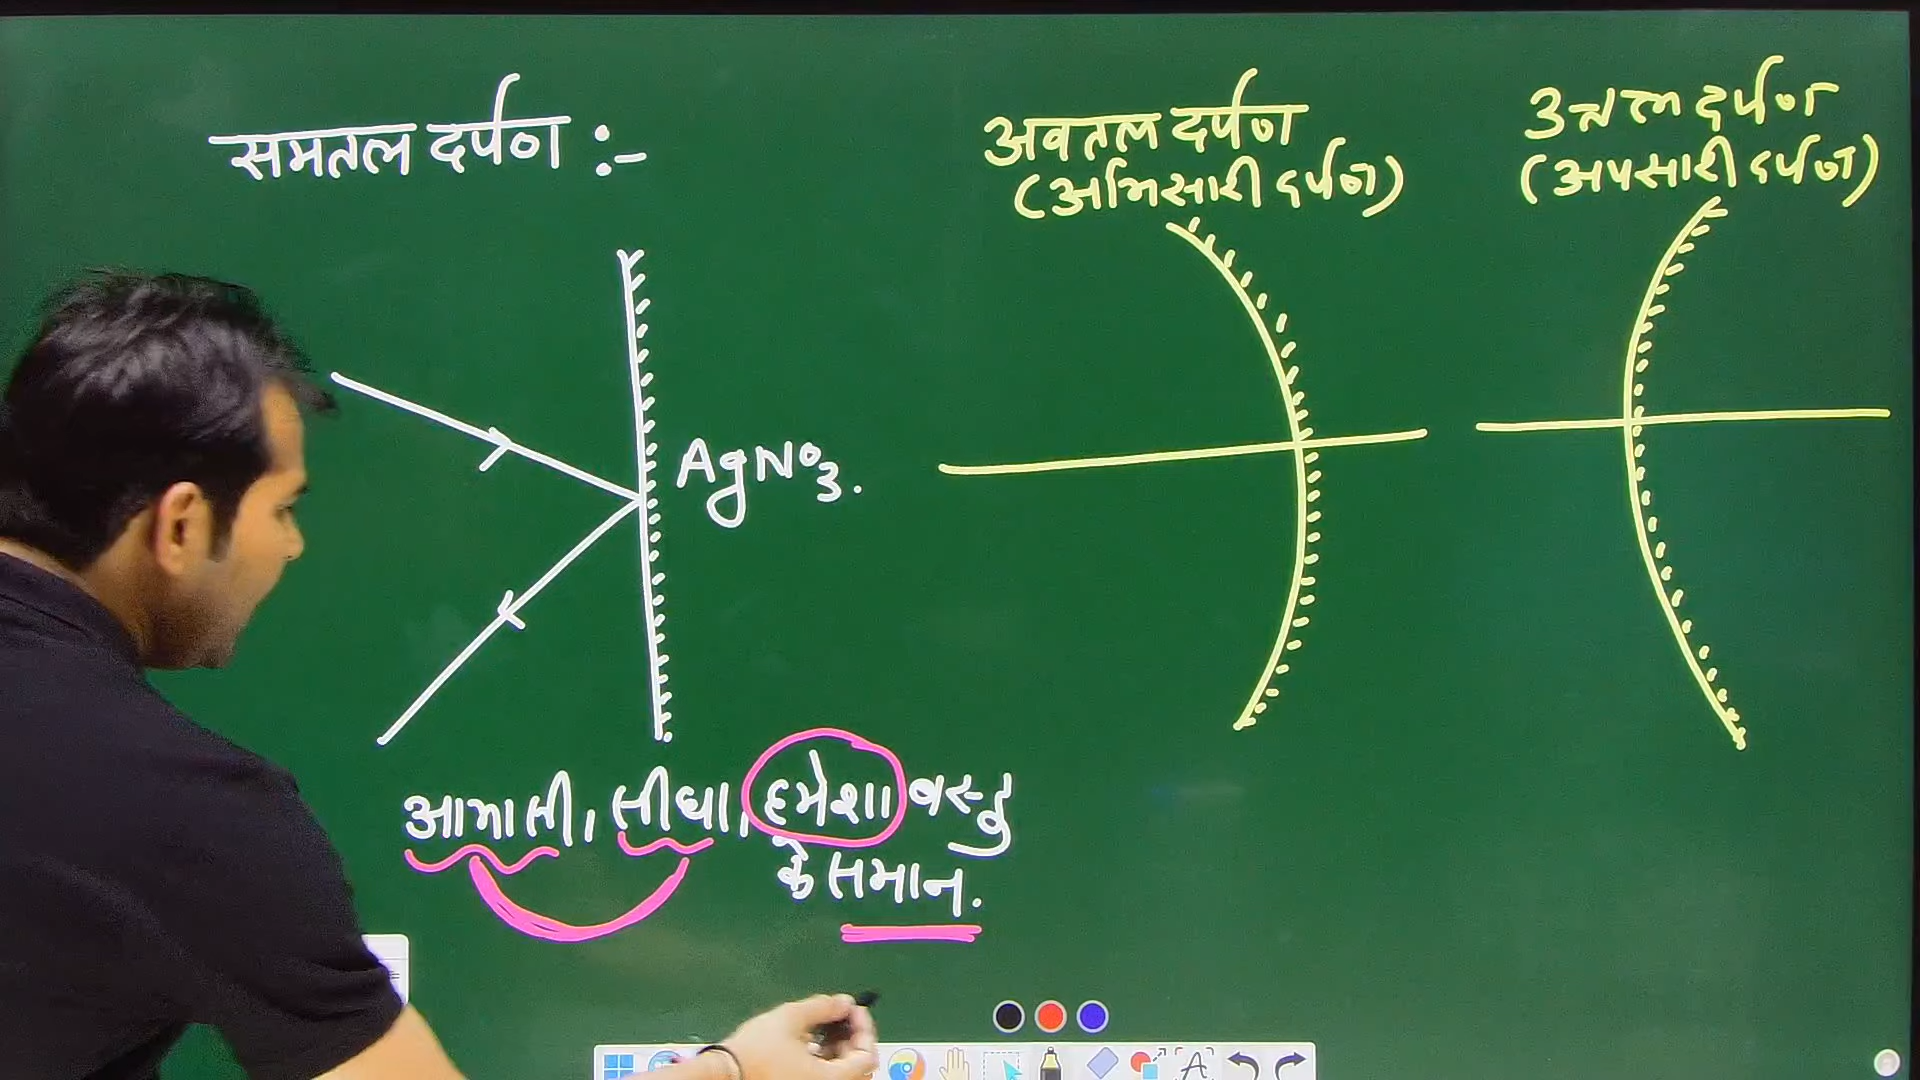 समतल दर्पण :-
AgNO3.
आभासी, सीधा, हमेशा वस्तु
के समान.
अवतल दर्पण
(अभिसारी दर्पण)
उत्तल दर्पण
(अपसारी दर्पण)